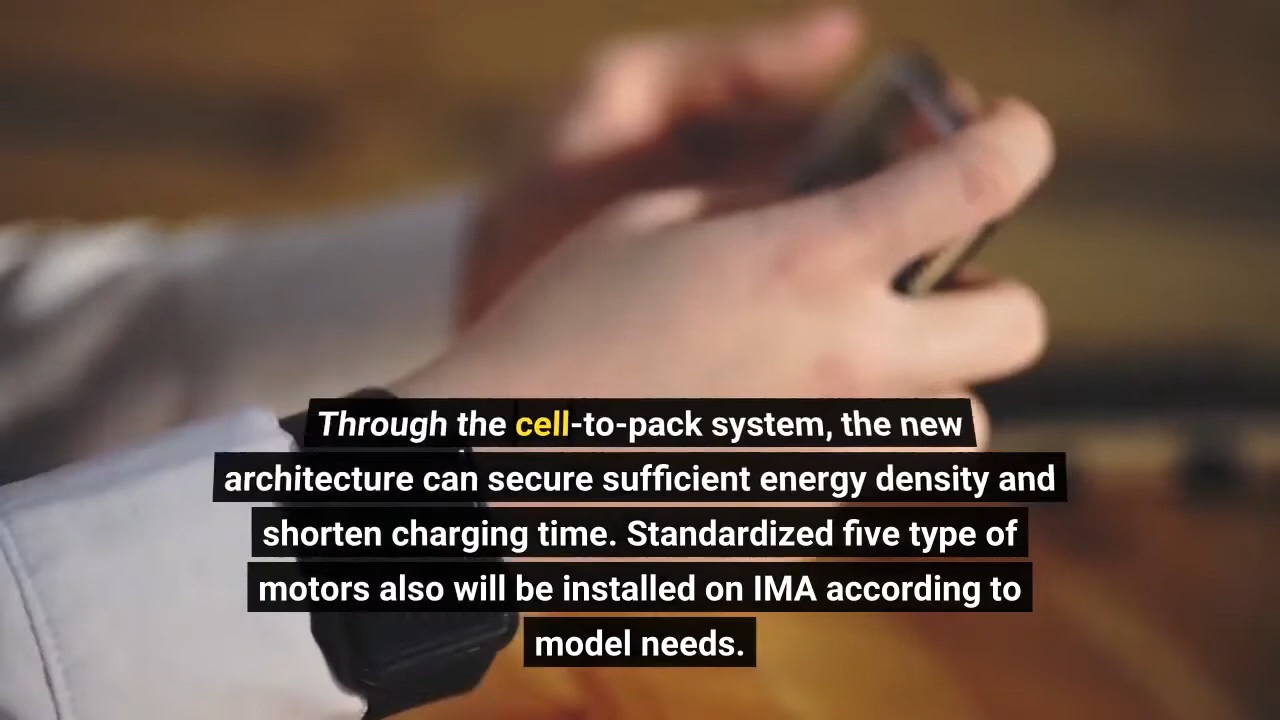 Through the cell-to-pack system, the new
architecture can secure sufficient energy density and
shorten charging time. Standardized five type of
motors also will be installed on IMA according to
model needs.